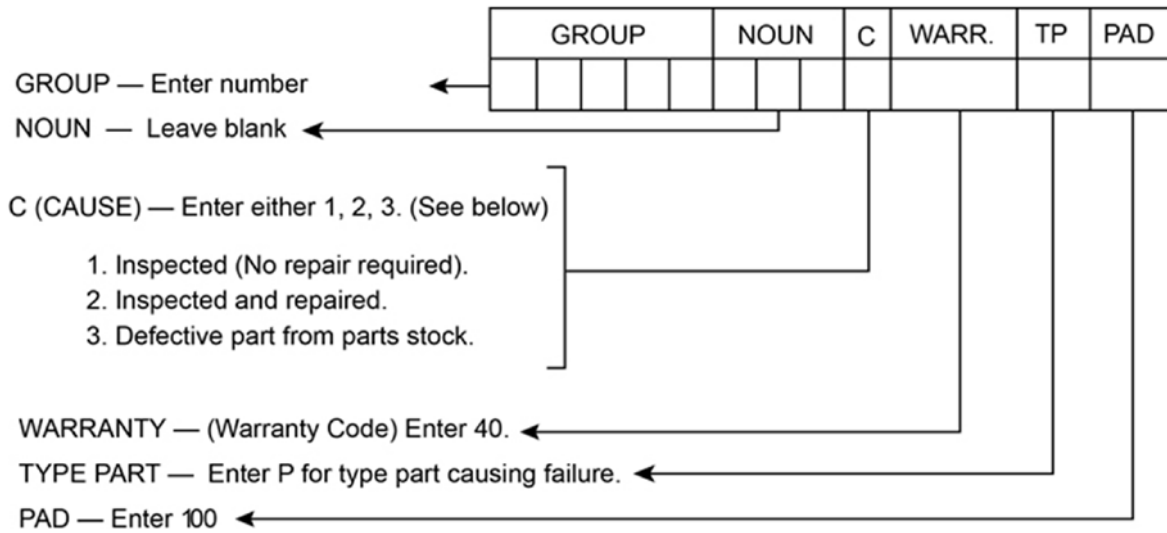 GROUP NOUN C WARR. TP PAD
GROUP — Enter number
NOUN — Leave blank
C (CAUSE) — Enter either 1, 2, 3. (See below)
1. Inspected (No repair required).
2. Inspected and repaired.
3. Defective part from parts stock.
WARRANTY — (Warranty Code) Enter 40.
TYPE PART — Enter P for type part causing failure.
PAD — Enter 100